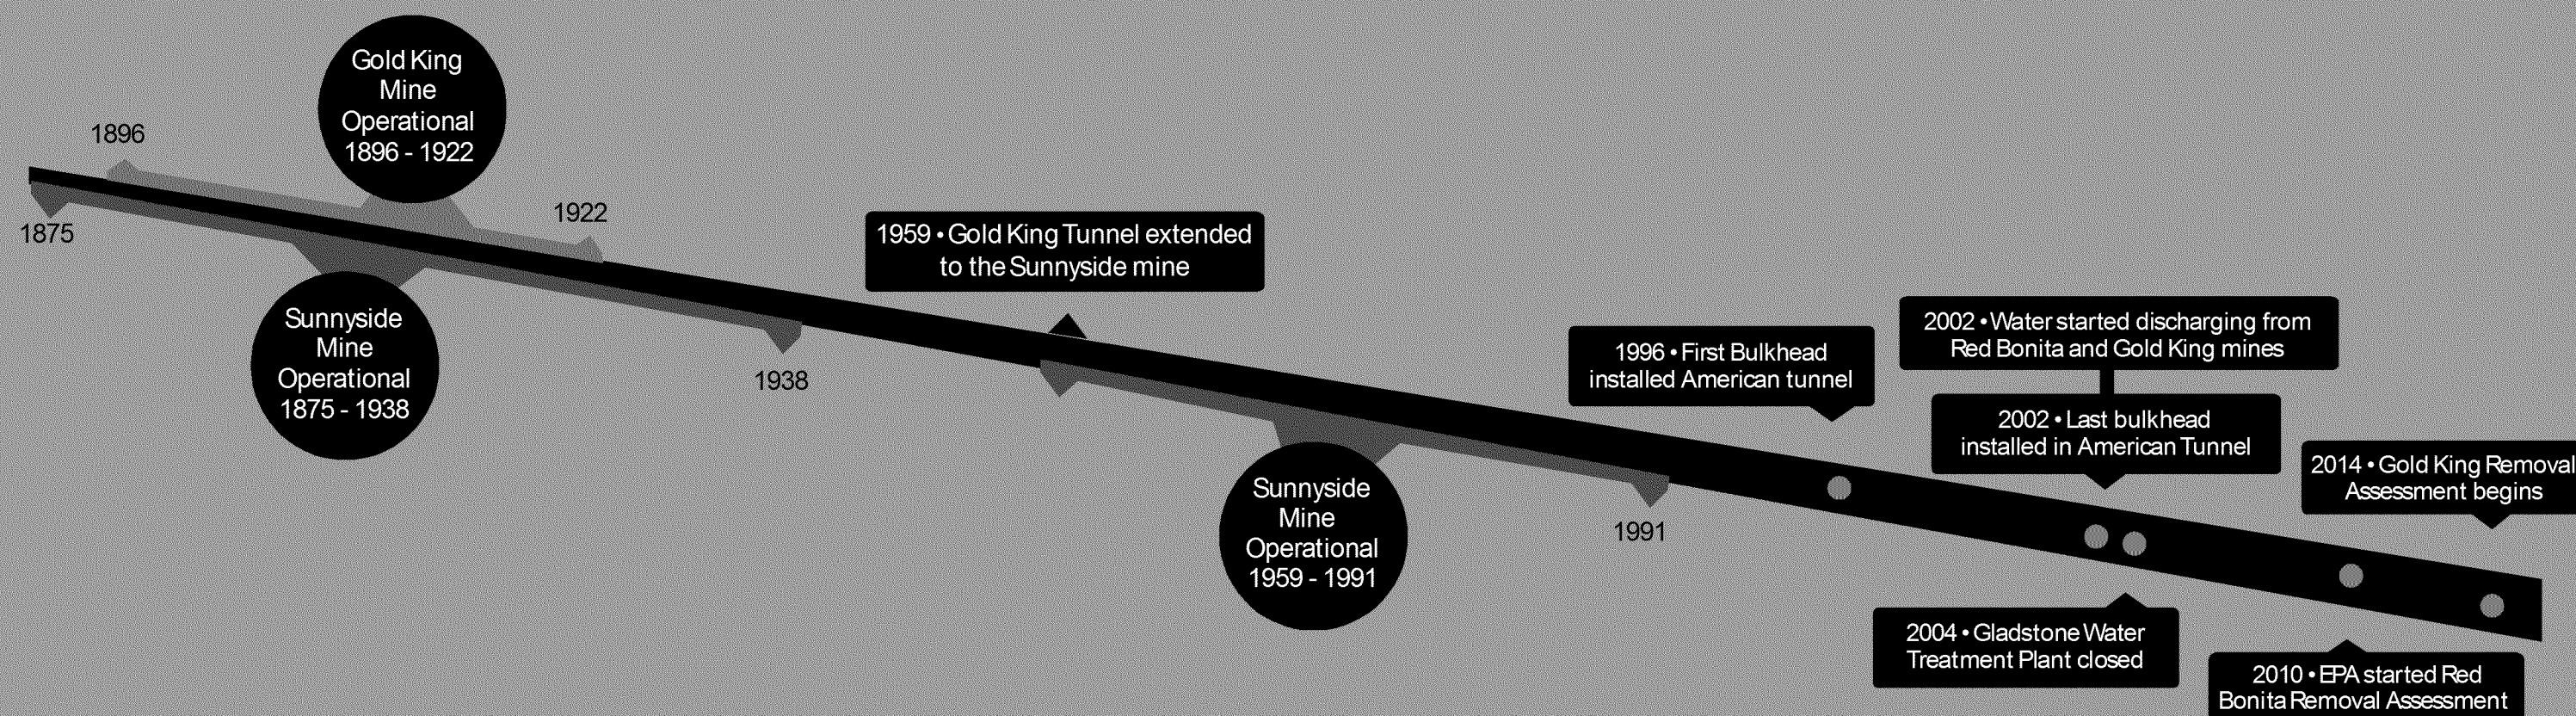 Gold King
Mine
Operational
1896 - 1922
1896
1875
1922
Sunnyside
Mine
Operational
1875 - 1938
1938
1959 • Gold King Tunnel extended
to the Sunnyside mine
Sunnyside
Mine
Operational
1959 - 1991
1991
1996 • First Bulkhead
installed American tunnel
2002 • Water started discharging from
Red Bonita and Gold King mines
2002 • Last bulkhead
installed in American Tunnel
2004 • Gladstone Water
Treatment Plant closed
2010 • EPA started Red
Bonita Removal Assessment
2014 • Gold King Removal
Assessment begins